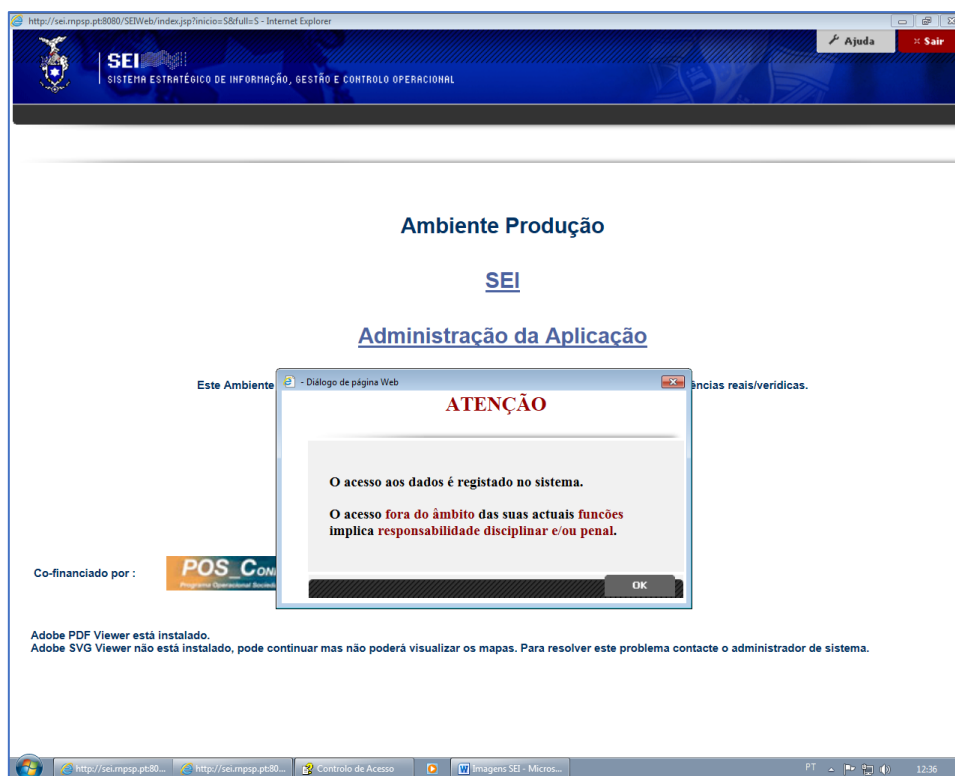 http://sei.mpsp.pt:8080/SEIWeb/index.jsp?inicio=S&full=S - Internet Explorer
Ajuda
× Sair
SEI
SISTEMA ESTRATÉGICO DE INFORMAÇÃO, GESTÃO E CONTROLO OPERACIONAL
Ambiente Produção
SEI
Administração da Aplicação
Este Ambiente
ências reais/veridicas.
- Diálogo de página Web
ATENÇÃO
O acesso aos dados é registado no sistema.
O acesso fora do âmbito das suas actuais funcões
implica responsabilidade disciplinar e/ou penal.
OK
Co-financiado por :
POS_CON
Programa Operacional Socied
Adobe PDF Viewer está instalado.
Adobe SVG Viewer não está instalado, pode continuar mas não poderá visualizar os mapas. Para resolver este problema contacte o administrador de sistema.
http://sei.mpsp.pt:80...
http://sei.mpsp.pt:80...
Controlo de Acesso
Imagens SEI - Micros...
PT
12:36